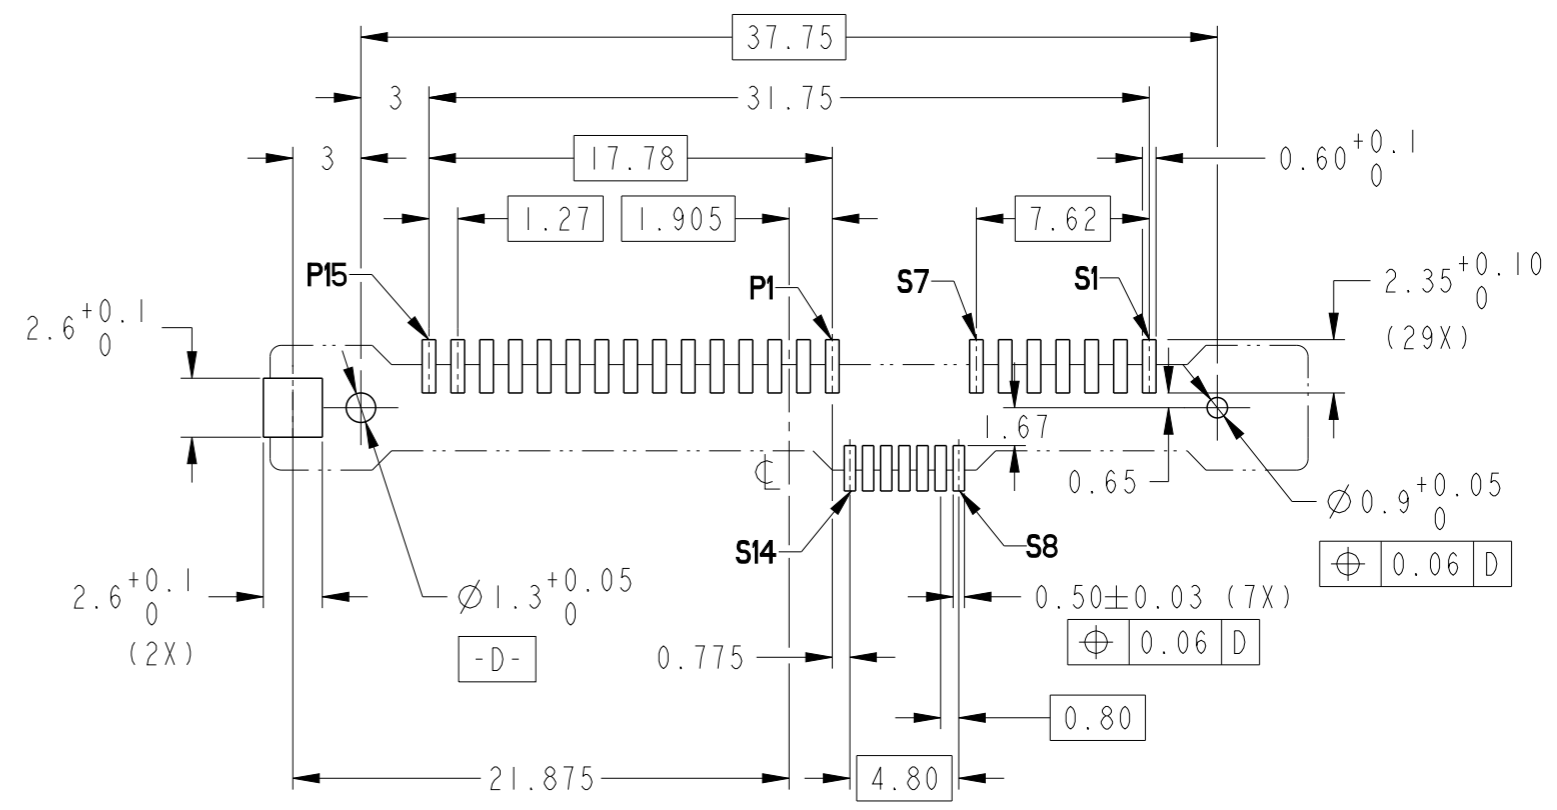 37.75
3
31.75
3
17.78
0.60 +0.1 0
1.27
1.905
7.62
P15
P1
S7
S1
2.35 +0.10 0
(29X)
2.6 +0.1 0
1.67
℄
0.65
⌀0.9 +0.05 0
S14
S8
⌖ 0.06 D
2.6 +0.1 0
(2X)
⌀1.3 +0.05 0
-D-
0.50±0.03 (7X)
⌖ 0.06 D
0.775
0.80
21.875
4.80